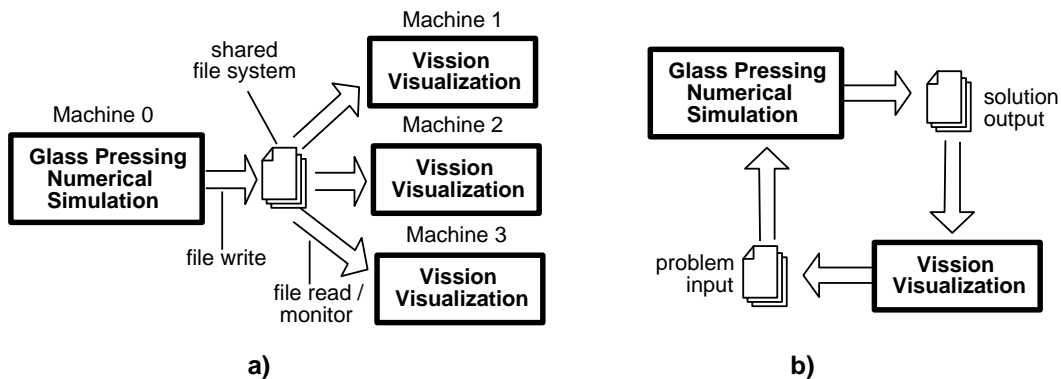 Machine 1
shared
file system
Vission
Visualization
Machine 0
Machine 2
Glass Pressing
Numerical
Simulation
Vission
Visualization
file write
Machine 3
file read /
monitor
Vission
Visualization
a)
Glass Pressing
Numerical
Simulation
solution
output
problem
input
Vission
Visualization
b)